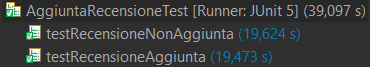 AggiuntaRecensioneTest [Runner: JUnit 5] (39,097 s)
testRecensioneNonAggiunta (19,624 s)
testRecensioneAggiunta (19,473 s)